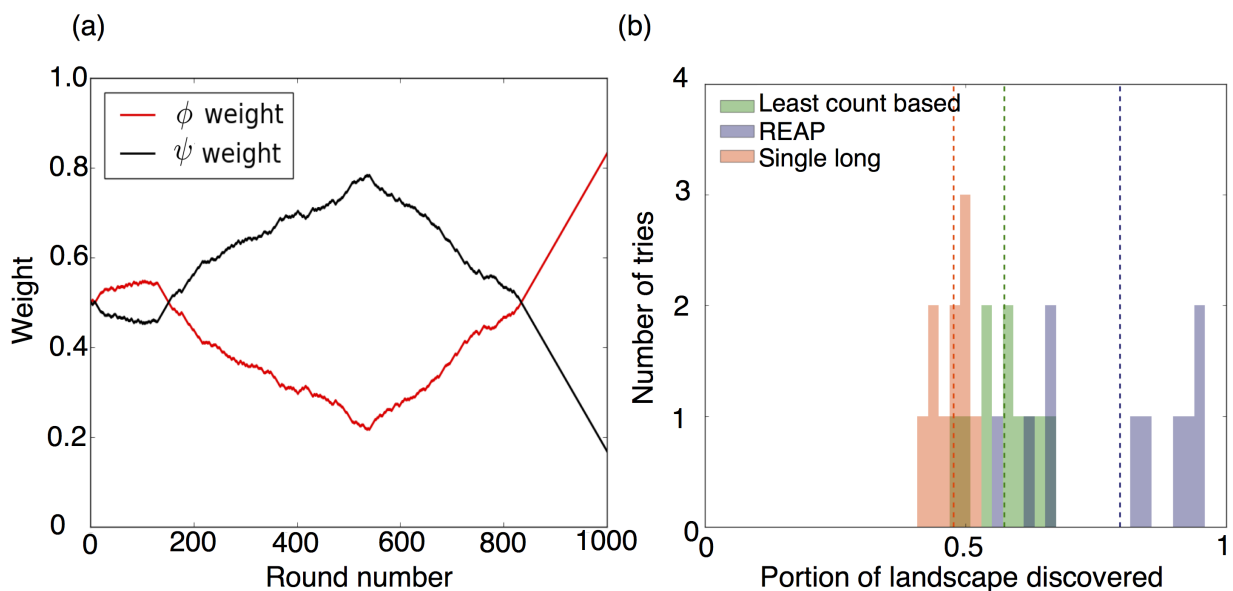 (a)
1.0
0.8
0.6
0.4
0.2
0
Weight
ϕ weight
ψ weight
0 200 400 600 800 1000
Round number
(b)
4
3
2
1
0
Number of tries
Least count based
REAP
Single long
0 0.5 1
Portion of landscape discovered